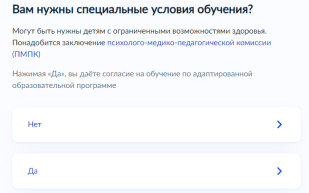 Вам нужны специальные условия обучения?
Могут быть нужны детям с ограниченными возможностями здоровья.
Понадобится заключение психолого-медико-педагогической комиссии
(ПМПК)
Нажимая «Да», вы даёте согласие на обучение по адаптированной
образовательной программе
Нет
Да